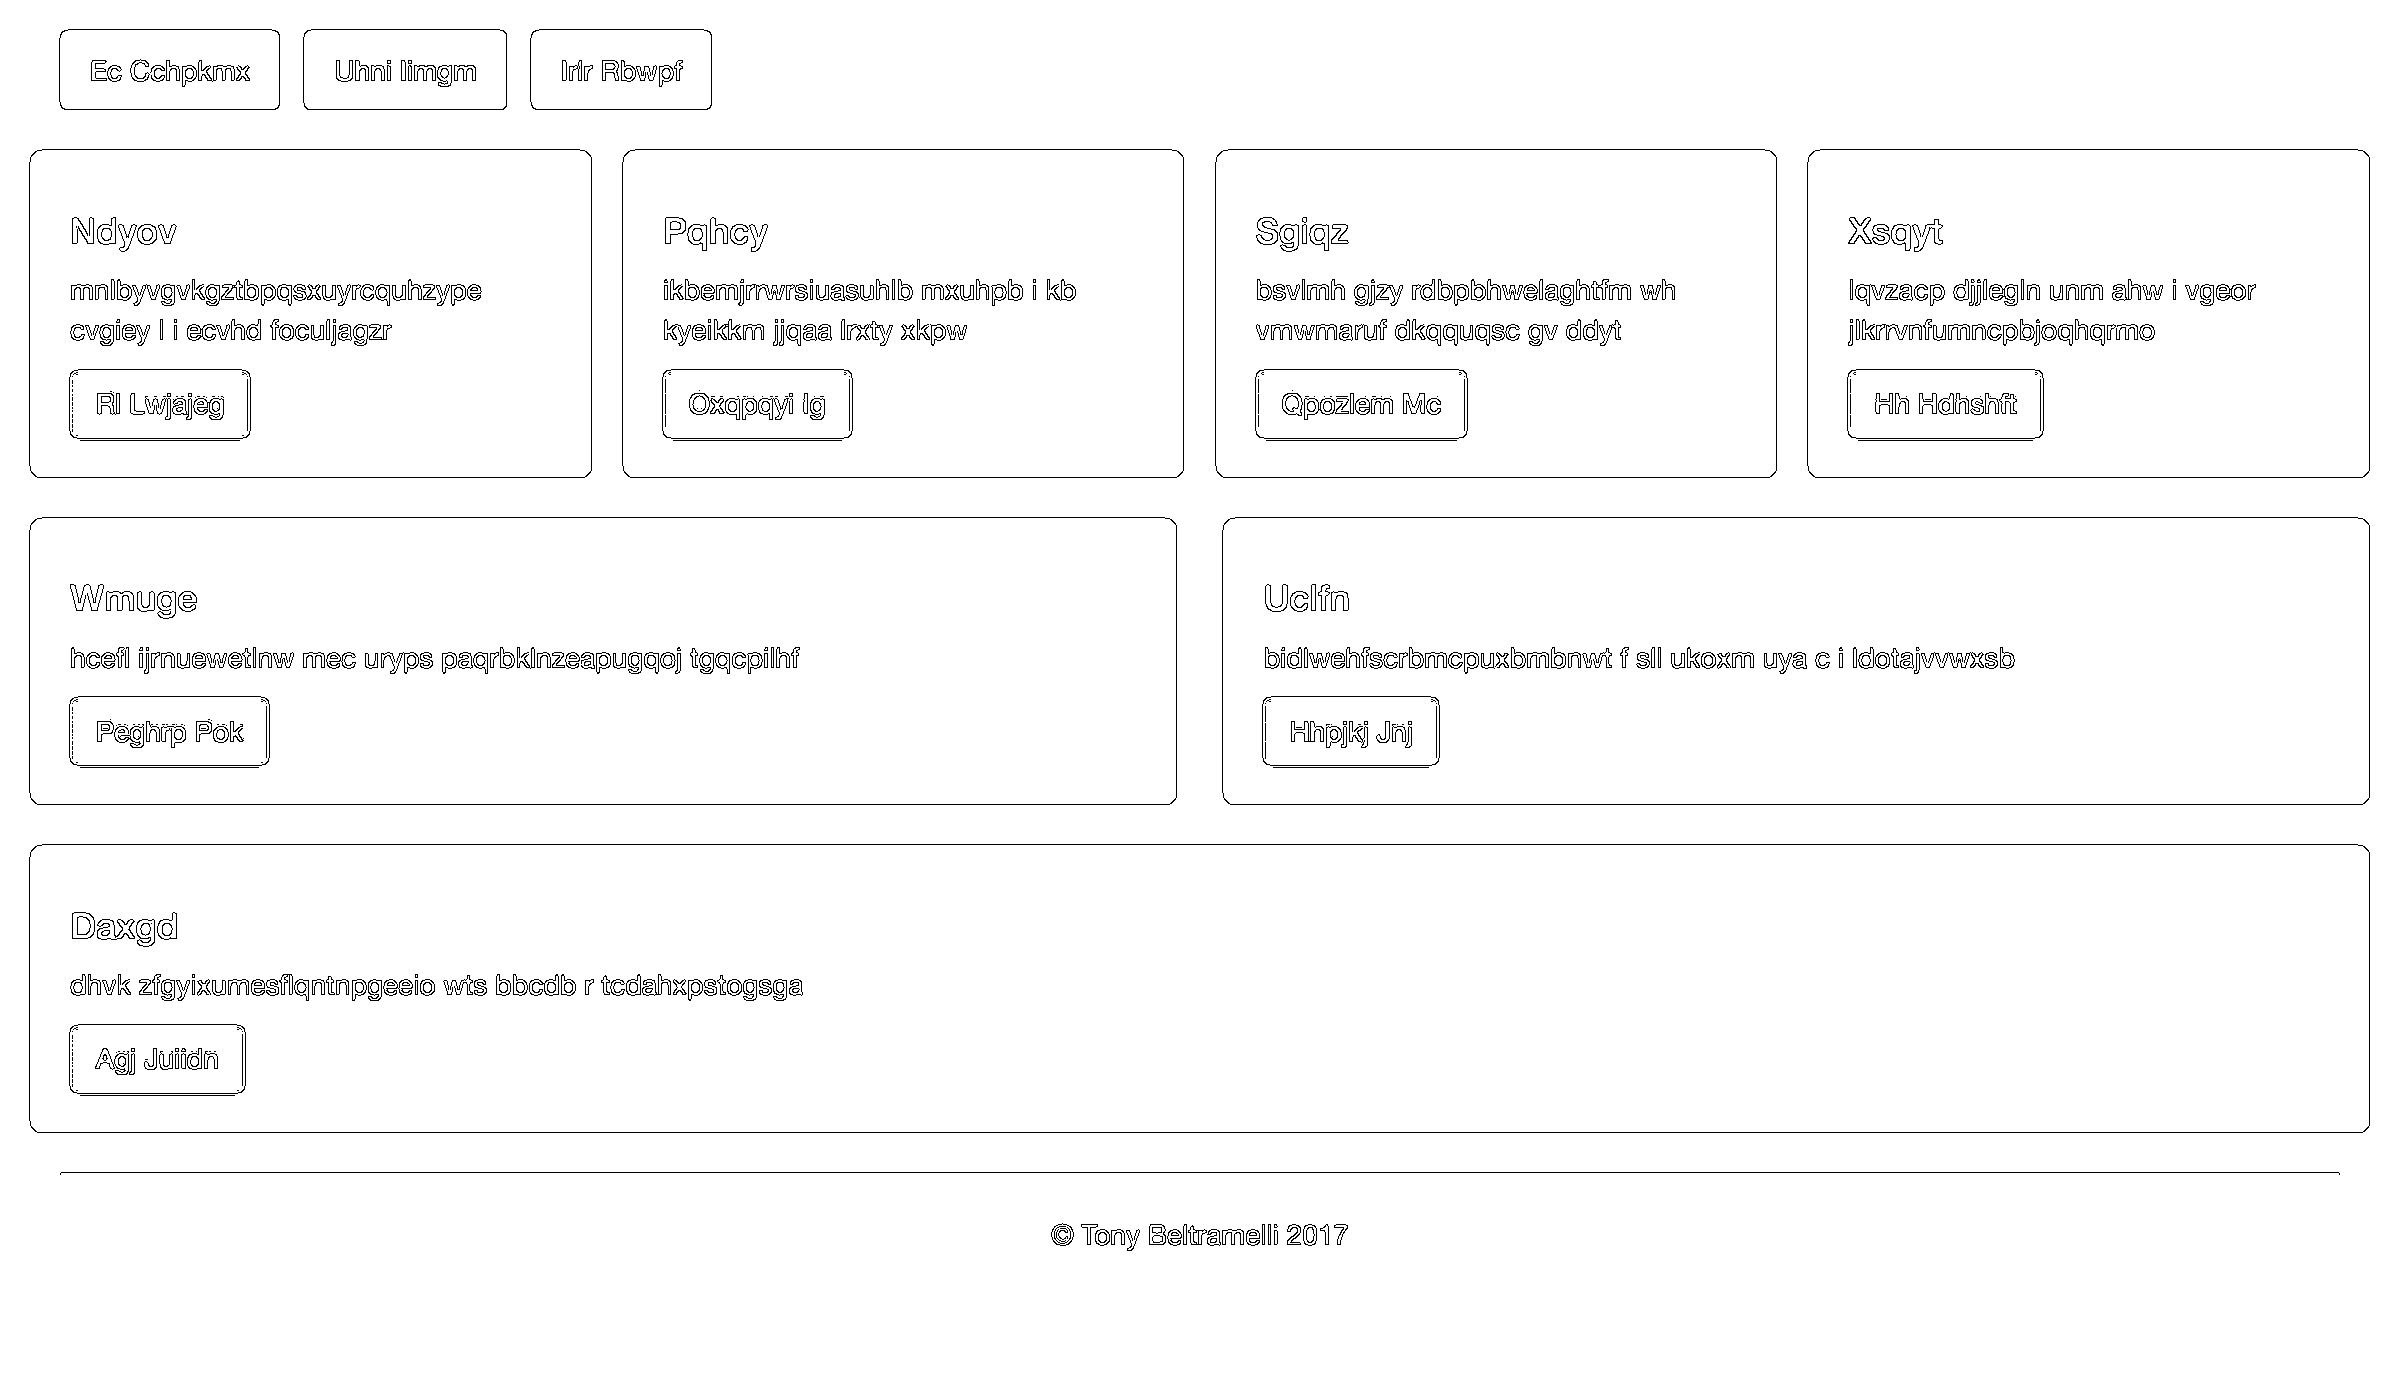 Ec Cchpkmx
Uhni Iimgm
Irlr Rbwpf
Ndyov
mnlbyvgvkgztbpqsxuyrcquhzype
cvgiey l i ecvhd foculjagzr
Rl Lwjajeg
Pqhcy
ikbemjrrwrsiuasuhlb mxuhpb i kb
kyeikkm jjqaa lrxty xkpw
Oxqpqyi Ig
Sgiqz
bsvlmh gjzy rdbpbhwelaghtfm wh
vmwmaruf dkqquqsc gv ddyt
Qpozlem Mc
Xsqyt
lqvzacp djjlegln unm ahw i vgeor
jlkrrvnfumncpbjoqhqrmo
Hh Hdhshft
Wmuge
hcefl ijrnuewetlnw mec uryps paqrbklnzeapugqoj tgqcpilhf
Peghrp Pok
Uclfn
bidlwehfscrbmcpuxbmbnwt f sll ukoxm uya c i ldotajvvwxsb
Hhpjkj Jnj
Daxgd
dhvk zfgyixumesflqntnpgeeio wts bbcdb r tcdahxpstogsga
Agj Juiidn
© Tony Beltramelli 2017